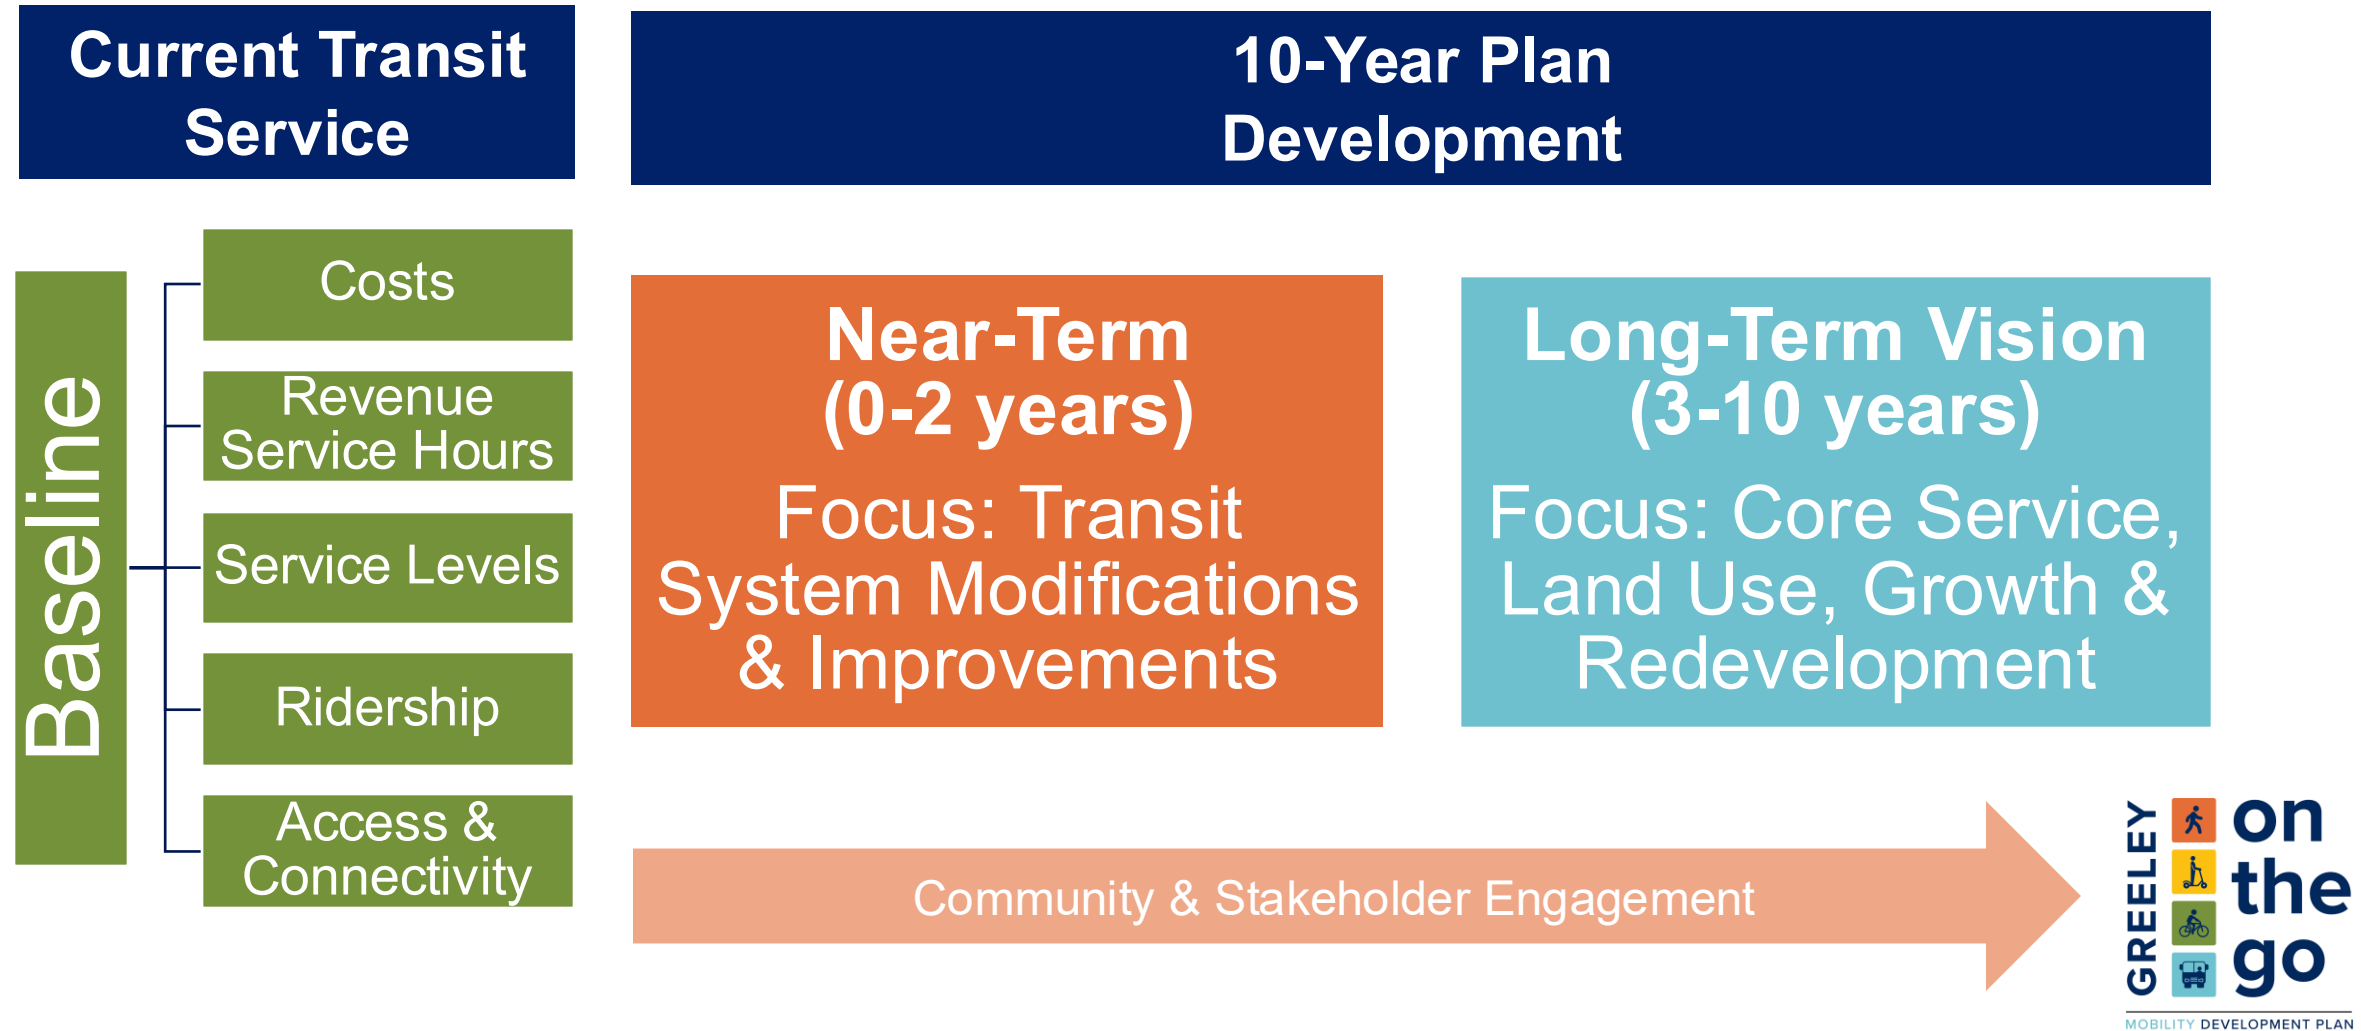 Current Transit
Service
Baseline
Costs
Revenue
Service Hours
Service Levels
Ridership
Access &
Connectivity
10-Year Plan
Development
Near-Term
(0-2 years)
Focus: Transit
System Modifications
& Improvements
Long-Term Vision
(3-10 years)
Focus: Core Service,
Land Use, Growth &
Redevelopment
Community & Stakeholder Engagement
GREELEY
on
the
go
MOBILITY DEVELOPMENT PLAN